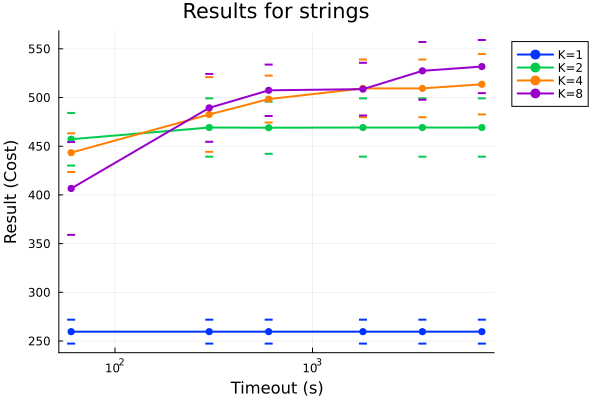 Results for strings
550
500
450
400
350
300
250
Result (Cost)
10²
10³
Timeout (s)
K=1
K=2
K=4
K=8